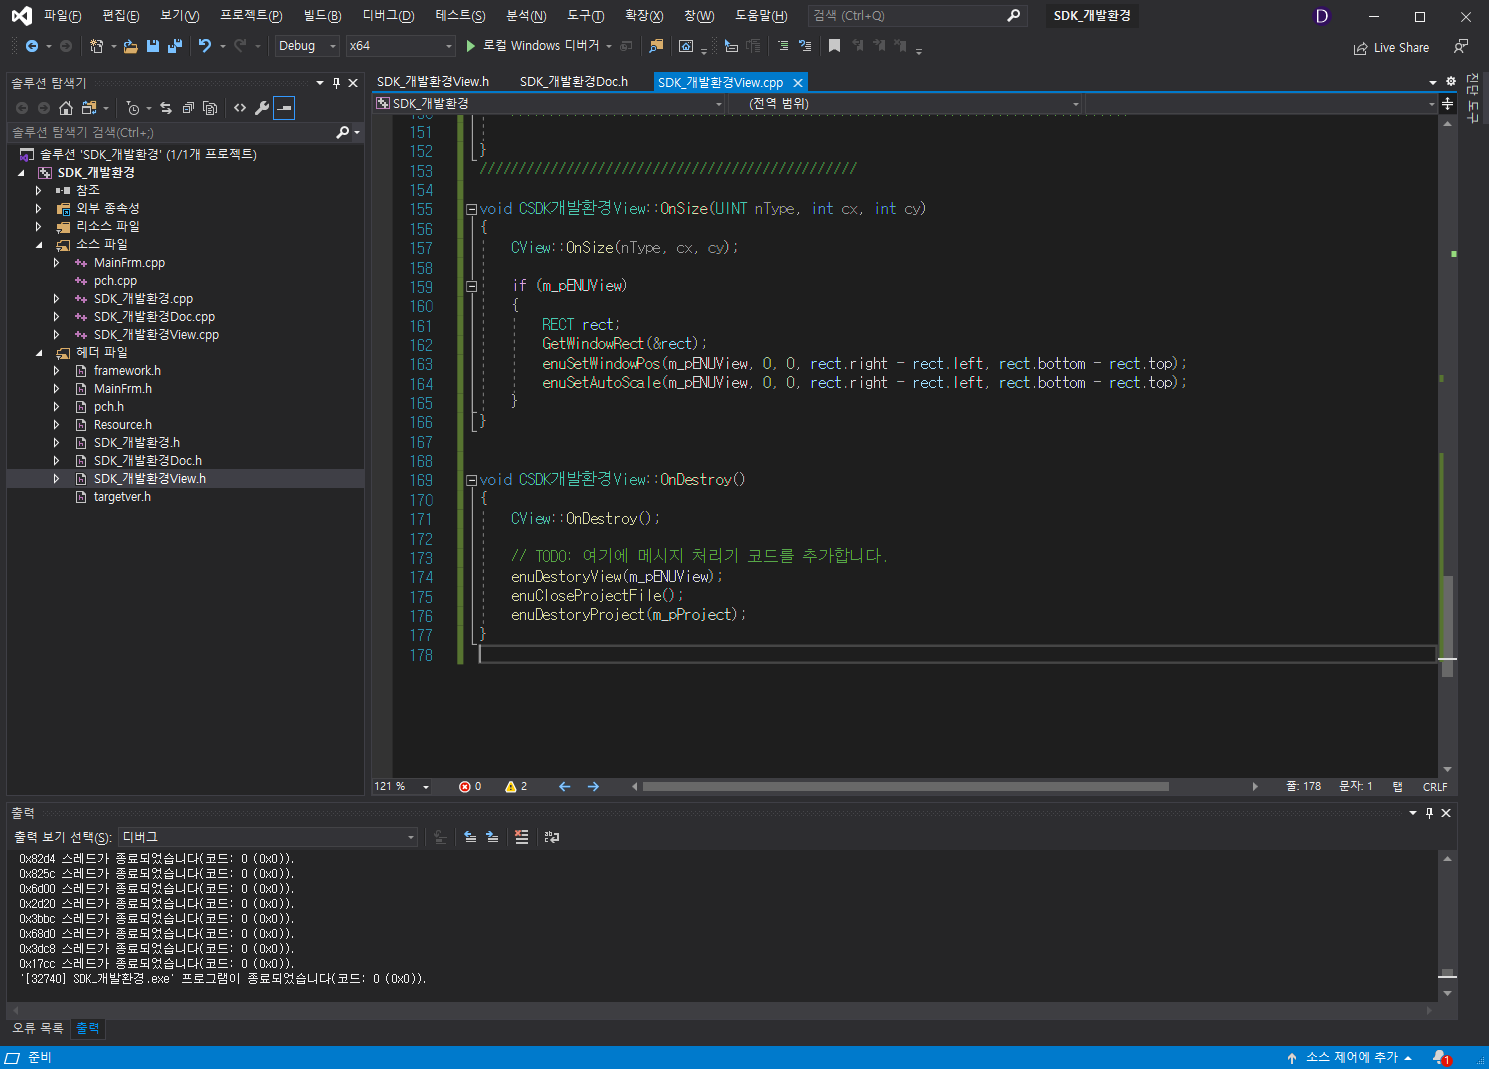 파일(F) 편집(E) 보기(V) 프로젝트(P) 빌드(B) 디버그(D) 테스트(S) 분석(N) 도구(T) 확장(X) 창(W) 도움말(H) 검색 (Ctrl+Q) SDK_개발환경 D
Debug x64 로컬 Windows 디버거 Live Share
솔루션 탐색기
솔루션 탐색기 검색(Ctrl+;)
솔루션 'SDK_개발환경' (1/1개 프로젝트)
SDK_개발환경
참조
외부 종속성
리소스 파일
소스 파일
MainFrm.cpp
pch.cpp
SDK_개발환경.cpp
SDK_개발환경Doc.cpp
SDK_개발환경View.cpp
헤더 파일
framework.h
MainFrm.h
pch.h
Resource.h
SDK_개발환경.h
SDK_개발환경Doc.h
SDK_개발환경View.h
targetver.h
SDK_개발환경View.h SDK_개발환경Doc.h SDK_개발환경View.cpp
SDK_개발환경 (전역 범위)
진단 도구
151
152 }
153 ////////////////////////////////////////////////
154
155 void CSDK개발환경View::OnSize(UINT nType, int cx, int cy)
156 {
157 CView::OnSize(nType, cx, cy);
158
159 if (m_pENUView)
160 {
161 RECT rect;
162 GetWindowRect(&rect);
163 enuSetWindowPos(m_pENUView, 0, 0, rect.right - rect.left, rect.bottom - rect.top);
164 enuSetAutoScale(m_pENUView, 0, 0, rect.right - rect.left, rect.bottom - rect.top);
165 }
166 }
167
168
169 void CSDK개발환경View::OnDestroy()
170 {
171 CView::OnDestroy();
172
173 // TODO: 여기에 메시지 처리기 코드를 추가합니다.
174 enuDestoryView(m_pENUView);
175 enuCloseProjectFile();
176 enuDestoryProject(m_pProject);
177 }
178
121 % 0 2 줄: 178 문자: 1 탭 CRLF
출력
출력 보기 선택(S): 디버그
0x82d4 스레드가 종료되었습니다(코드: 0 (0x0)).
0x825c 스레드가 종료되었습니다(코드: 0 (0x0)).
0x6d00 스레드가 종료되었습니다(코드: 0 (0x0)).
0x2d20 스레드가 종료되었습니다(코드: 0 (0x0)).
0x3bbc 스레드가 종료되었습니다(코드: 0 (0x0)).
0x68d0 스레드가 종료되었습니다(코드: 0 (0x0)).
0x3dc8 스레드가 종료되었습니다(코드: 0 (0x0)).
0x17cc 스레드가 종료되었습니다(코드: 0 (0x0)).
'[32740] SDK_개발환경.exe' 프로그램이 종료되었습니다(코드: 0 (0x0)).
오류 목록 출력
준비 소스 제어에 추가 1